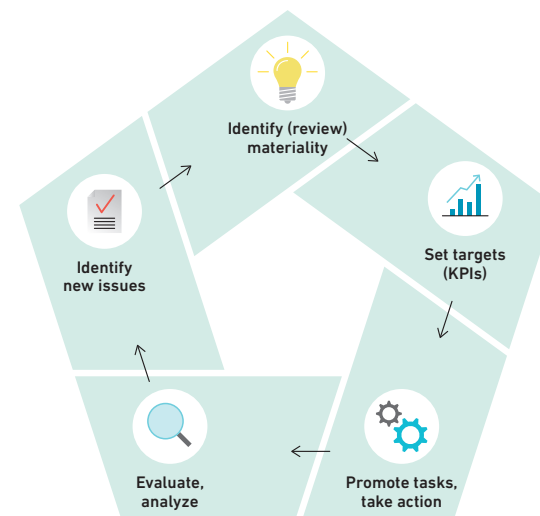 Identify (review)
materiality
Set targets
(KPIs)
Promote tasks,
take action
Evaluate,
analyze
Identify
new issues